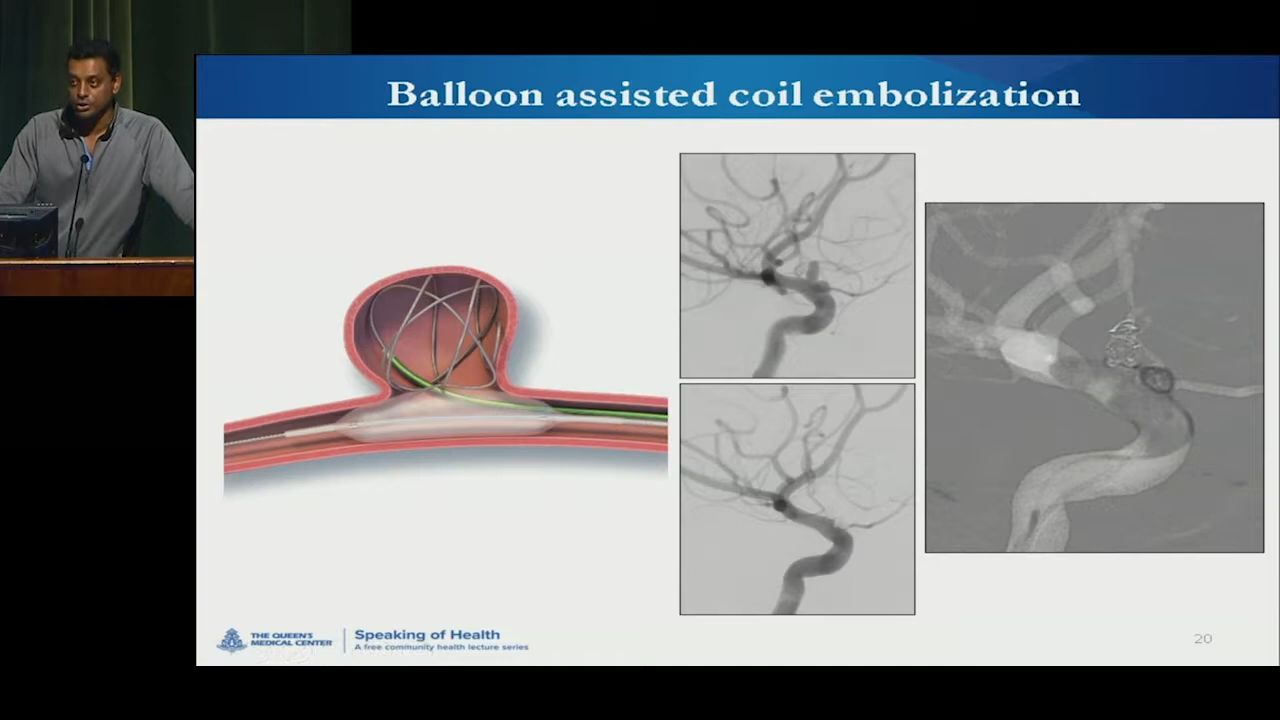 Balloon assisted coil embolization
THE QUEEN'S
MEDICAL CENTER
Speaking of Health
A free community health lecture series
20